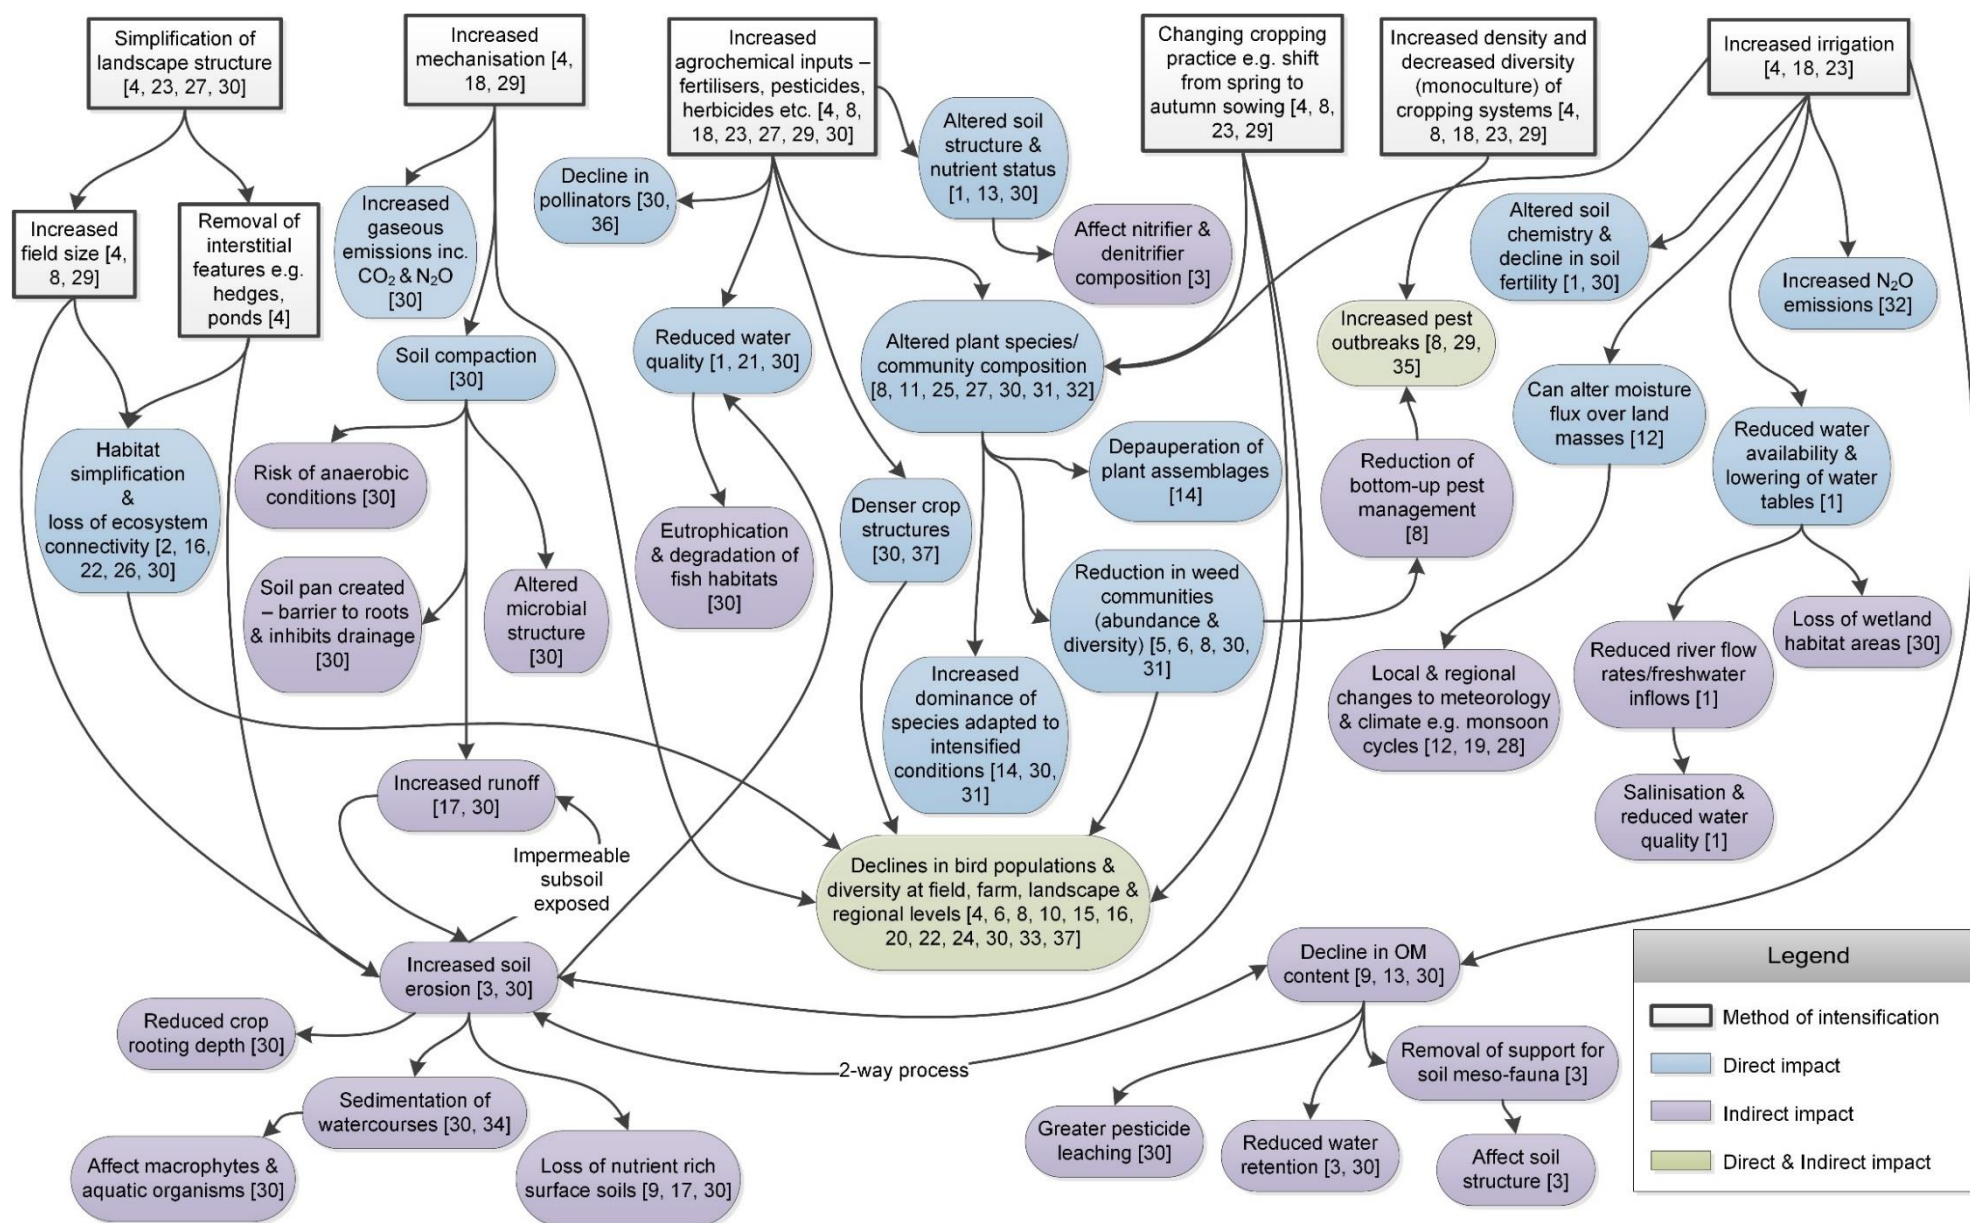 Simplification of
landscape structure
[4, 23, 27, 30]
Increased
mechanisation [4,
18, 29]
Increased
agrochemical inputs –
fertilisers, pesticides,
herbicides etc. [4, 8,
18, 23, 27, 29, 30]
Changing cropping
practice e.g. shift
from spring to
autumn sowing [4, 8,
23, 29]
Increased density and
decreased diversity
(monoculture) of
cropping systems [4,
8, 18, 23, 29]
Increased irrigation
[4, 18, 23]
Increased
field size [4,
8, 29]
Removal of
interstitial
features e.g.
hedges,
ponds [4]
Increased
gaseous
emissions inc.
CO₂ & N₂O
[30]
Decline in
pollinators [30,
36]
Altered soil
structure &
nutrient status
[1, 13, 30]
Affect nitrifier &
denitrifier
composition [3]
Altered soil
chemistry &
decline in soil
fertility [1, 30]
Increased N₂O
emissions [32]
Soil compaction
[30]
Reduced water
quality [1, 21, 30]
Altered plant species/
community composition
[8, 11, 25, 27, 30, 31, 32]
Increased pest
outbreaks [8, 29,
35]
Can alter moisture
flux over land
masses [12]
Reduced water
availability &
lowering of water
tables [1]
Habitat
simplification
&
loss of ecosystem
connectivity [2, 16,
22, 26, 30]
Risk of anaerobic
conditions [30]
Depauperation of
plant assemblages
[14]
Reduction of
bottom-up pest
management
[8]
Denser crop
structures
[30, 37]
Eutrophication
& degradation of
fish habitats
[30]
Soil pan created
– barrier to roots
& inhibits drainage
[30]
Altered
microbial
structure
[30]
Reduction in weed
communities
(abundance &
diversity) [5, 6, 8, 30,
31]
Loss of wetland
habitat areas [30]
Reduced river flow
rates/freshwater
inflows [1]
Increased
dominance of
species adapted to
intensified
conditions [14, 30,
31]
Local & regional
changes to meteorology
& climate e.g. monsoon
cycles [12, 19, 28]
Increased runoff
[17, 30]
Salinisation &
reduced water
quality [1]
Impermeable
subsoil
exposed
Declines in bird populations &
diversity at field, farm, landscape &
regional levels [4, 6, 8, 10, 15, 16,
20, 22, 24, 30, 33, 37]
Increased soil
erosion [3, 30]
Decline in OM
content [9, 13, 30]
Reduced crop
rooting depth [30]
2-way process
Removal of support for
soil meso-fauna [3]
Sedimentation of
watercourses
[30, 34]
Greater pesticide
leaching [30]
Reduced water
retention [3, 30]
Affect soil
structure [3]
Affect macrophytes &
aquatic organisms [30]
Loss of nutrient rich
surface soils [9, 17, 30]
Legend
Method of intensification
Direct impact
Indirect impact
Direct & Indirect impact